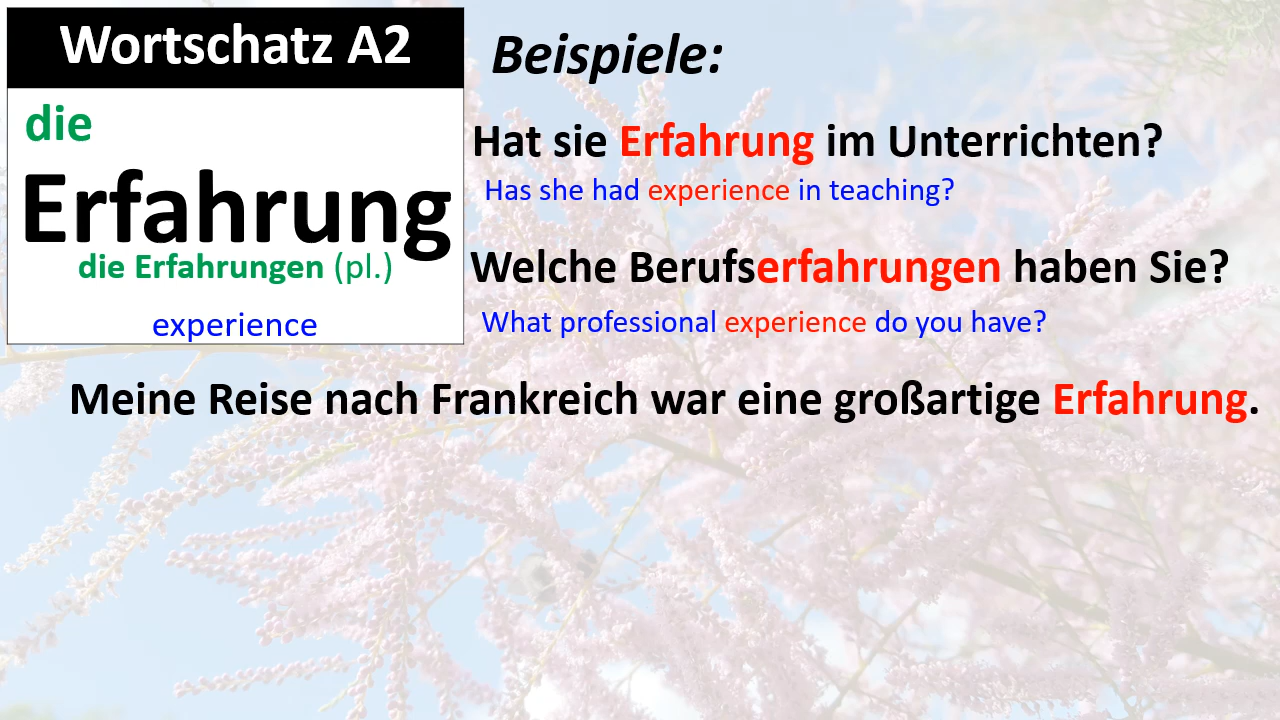 Wortschatz A2
die
Erfahrung
die Erfahrungen (pl.)
experience
Beispiele:
Hat sie Erfahrung im Unterrichten?
Has she had experience in teaching?
Welche Berufserfahrungen haben Sie?
What professional experience do you have?
Meine Reise nach Frankreich war eine großartige Erfahrung.